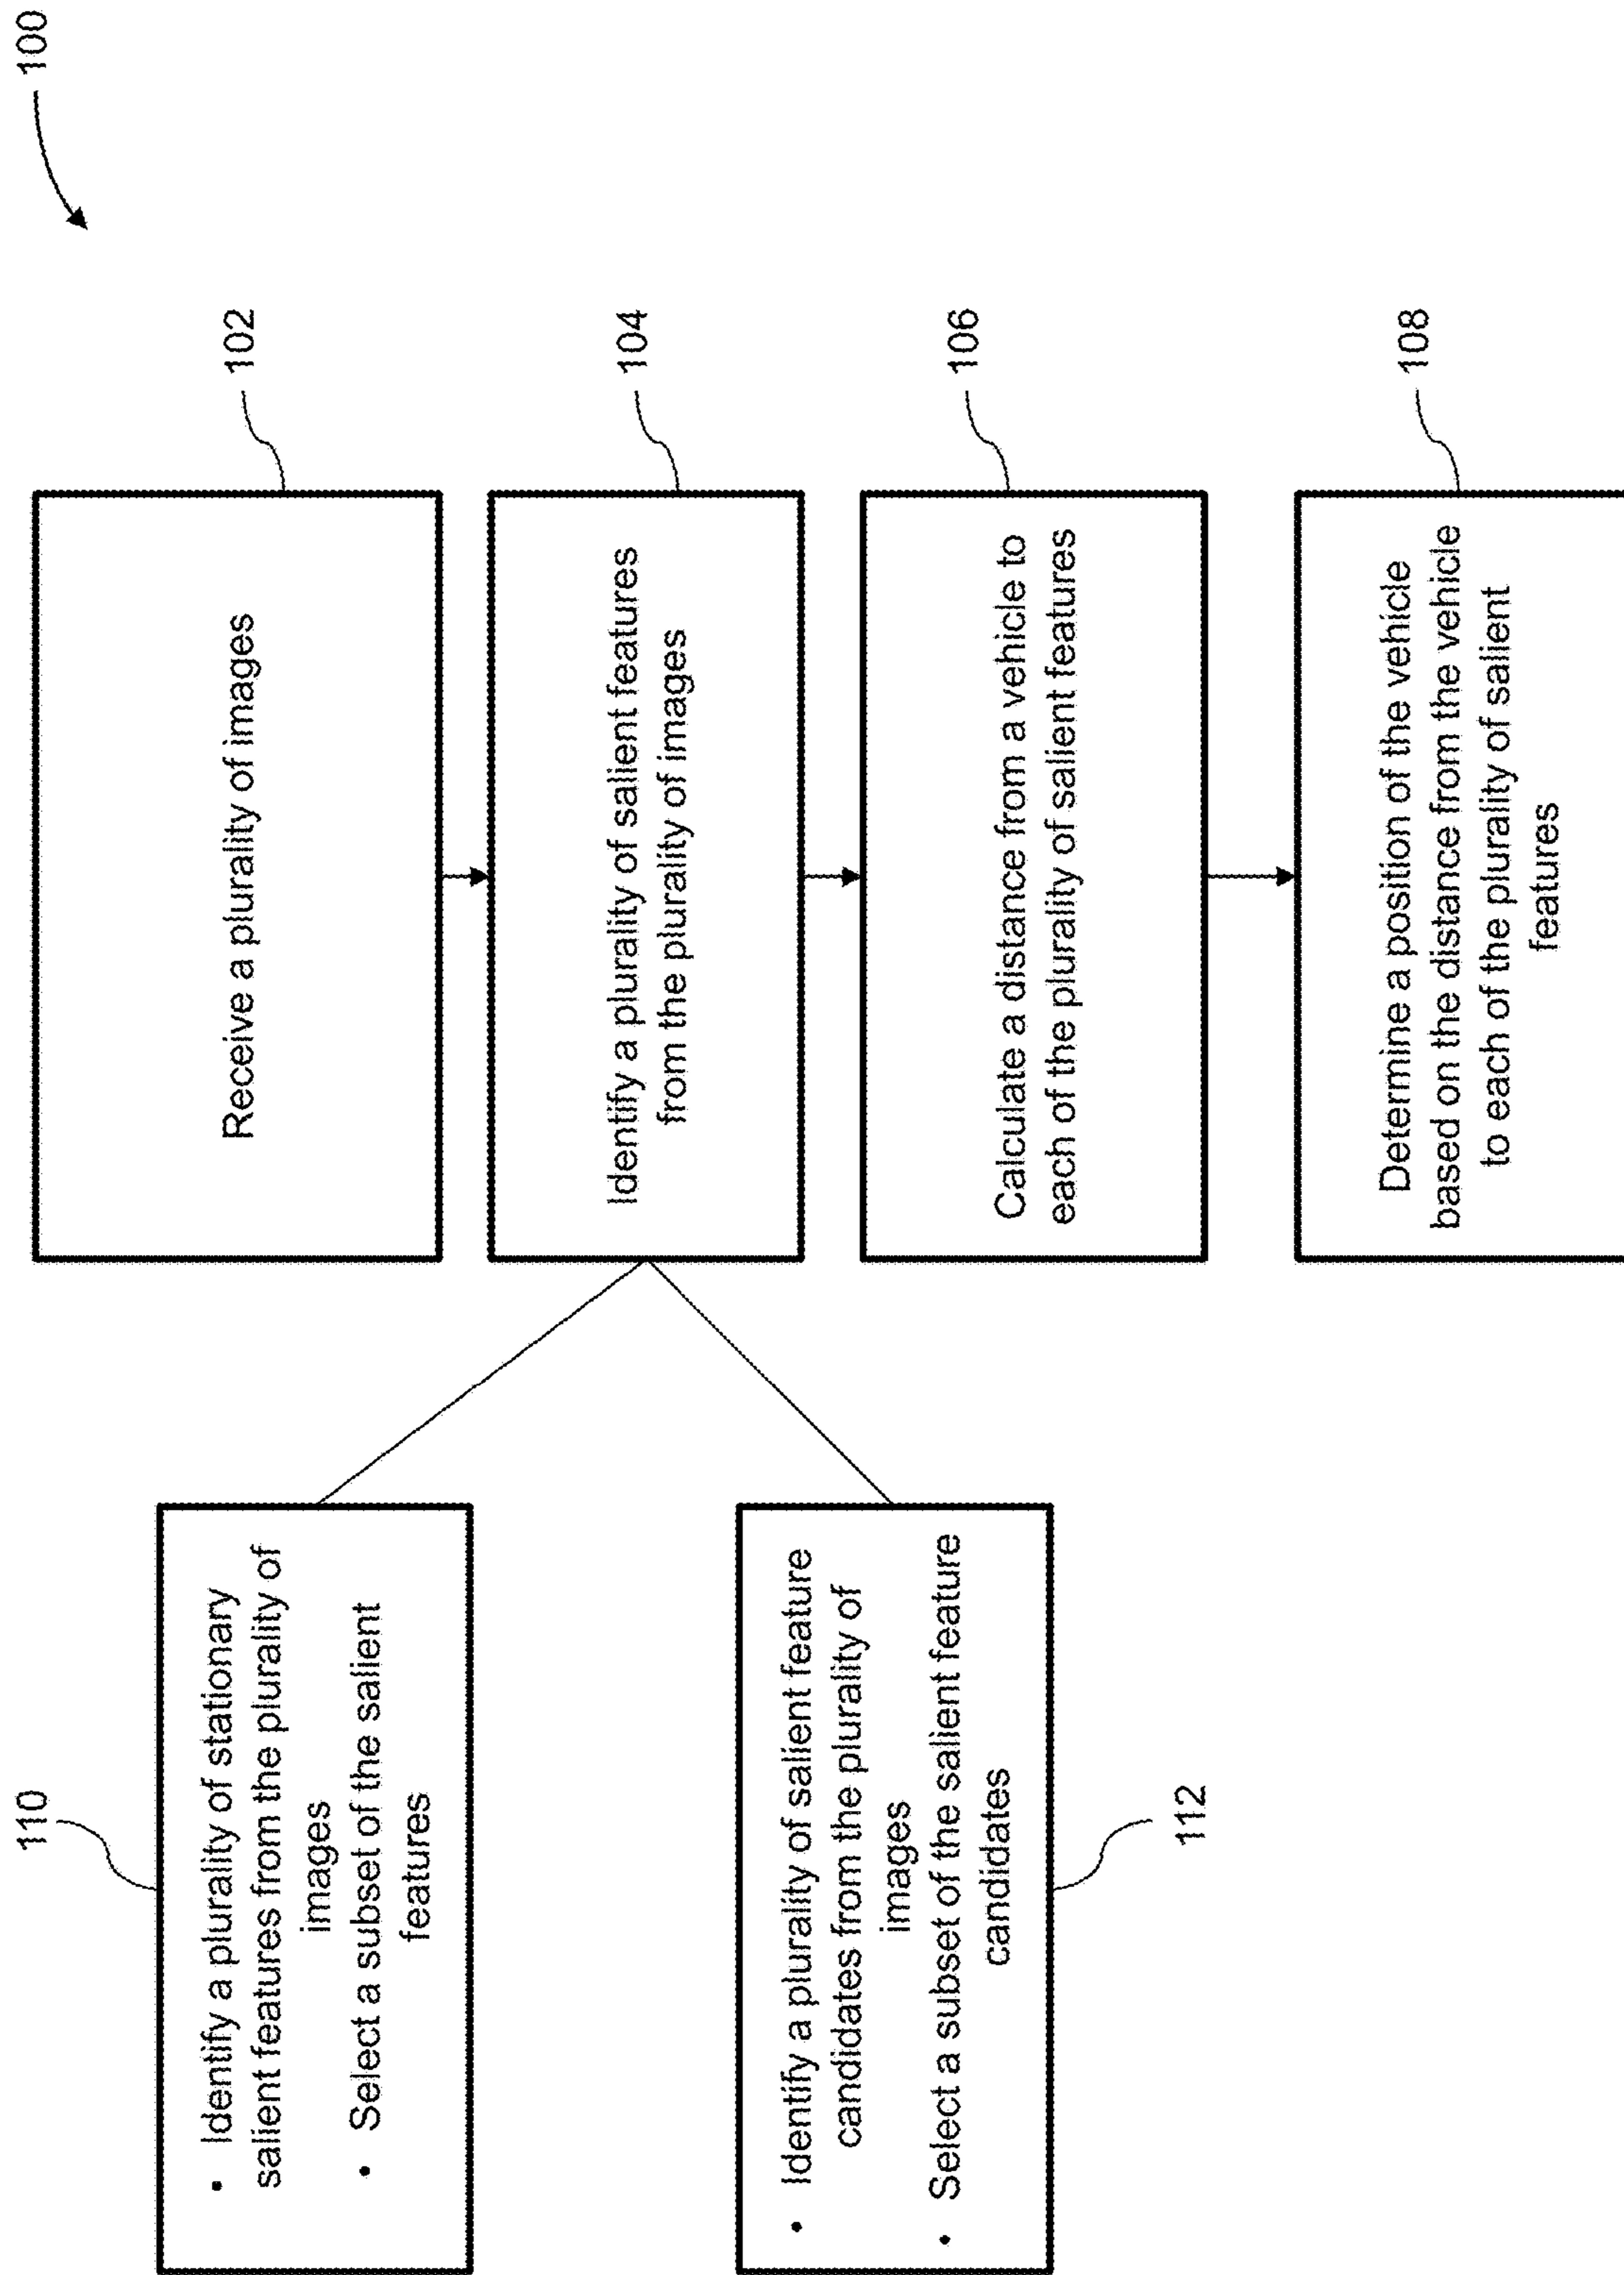 100
102
Receive a plurality of images
104
Identify a plurality of salient features
from the plurality of images
106
Calculate a distance from a vehicle to
each of the plurality of salient features
108
Determine a position of the vehicle
based on the distance from the vehicle
to each of the plurality of salient
features
110
• Identify a plurality of stationary
salient features from the plurality of
images
• Select a subset of the salient
features
• Identify a plurality of salient feature
candidates from the plurality of
images
• Select a subset of the salient feature
candidates
112